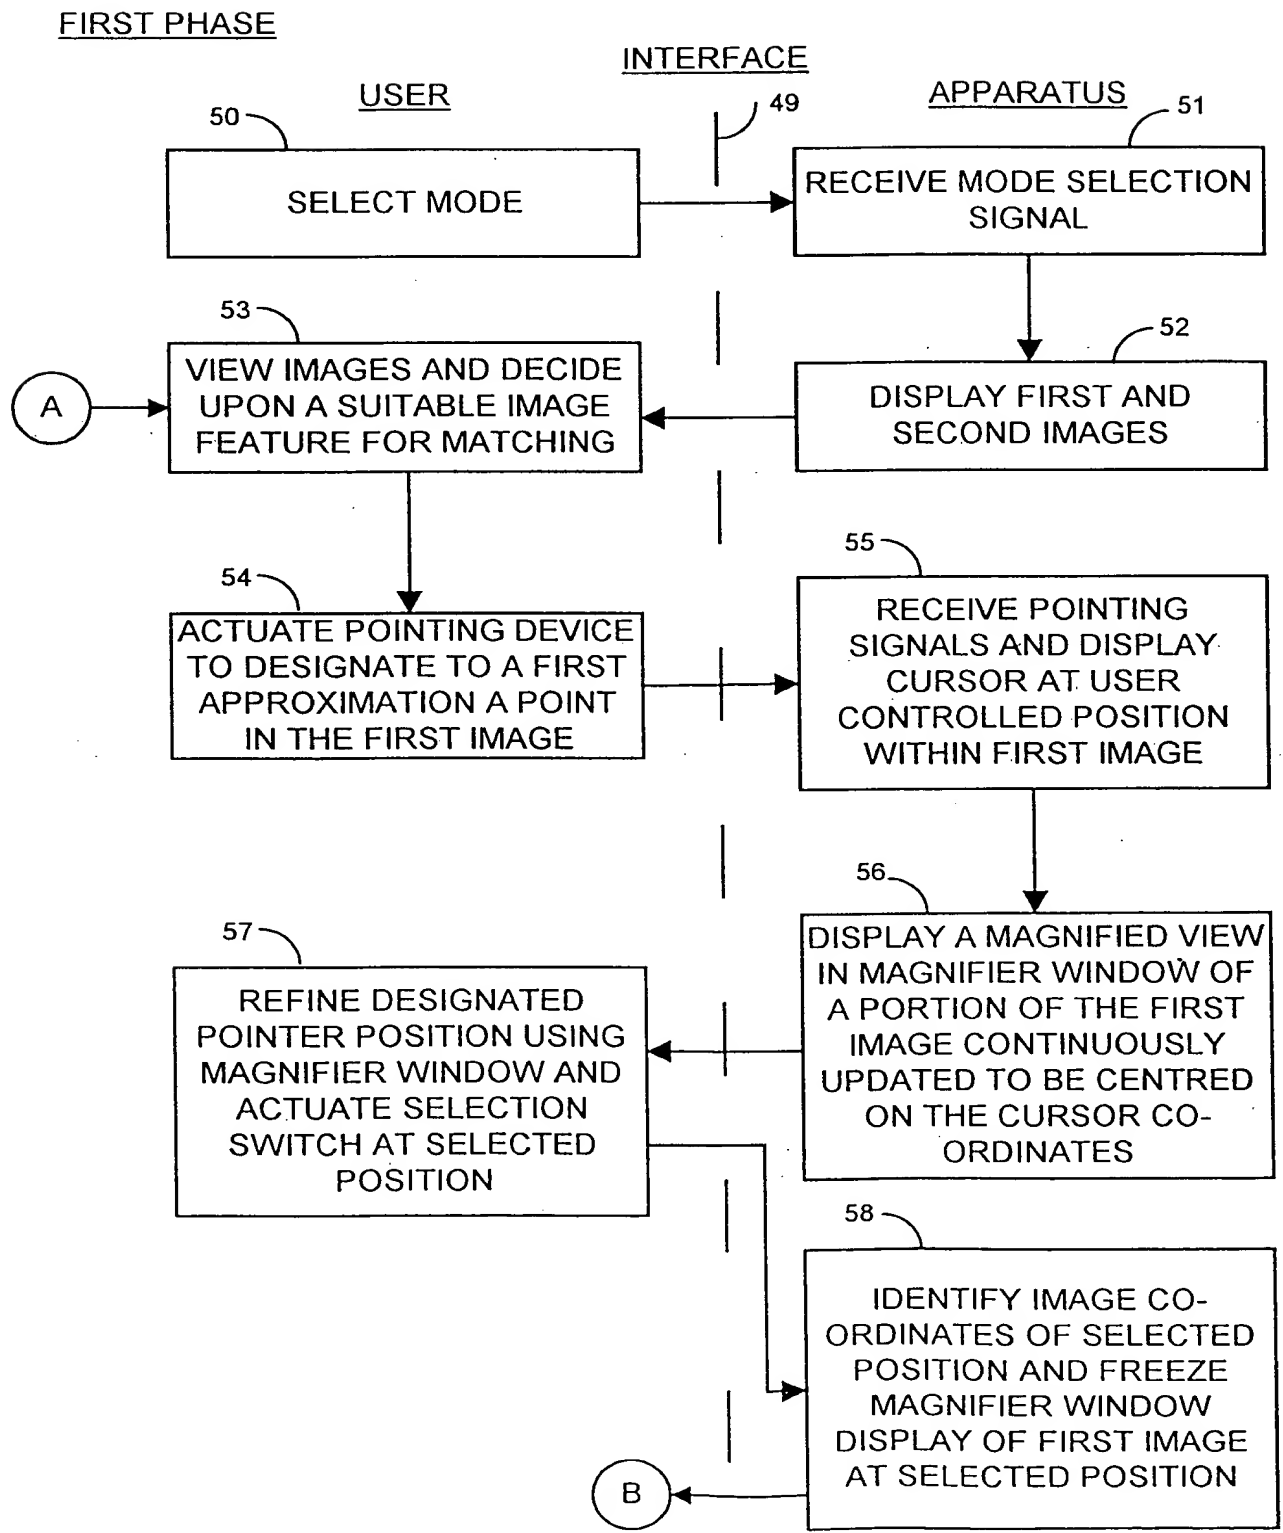 FIRST PHASE
INTERFACE
USER
APPARATUS
49
50
51
SELECT MODE
RECEIVE MODE SELECTION
SIGNAL
53
52
VIEW IMAGES AND DECIDE
UPON A SUITABLE IMAGE
FEATURE FOR MATCHING
A
DISPLAY FIRST AND
SECOND IMAGES
54
55
ACTUATE POINTING DEVICE
TO DESIGNATE TO A FIRST
APPROXIMATION A POINT
IN THE FIRST IMAGE
RECEIVE POINTING
SIGNALS AND DISPLAY
CURSOR AT USER
CONTROLLED POSITION
WITHIN FIRST IMAGE
56
57
DISPLAY A MAGNIFIED VIEW
IN MAGNIFIER WINDOW OF
A PORTION OF THE FIRST
IMAGE CONTINUOUSLY
UPDATED TO BE CENTRED
ON THE CURSOR CO-
ORDINATES
REFINE DESIGNATED
POINTER POSITION USING
MAGNIFIER WINDOW AND
ACTUATE SELECTION
SWITCH AT SELECTED
POSITION
58
IDENTIFY IMAGE CO-
ORDINATES OF SELECTED
POSITION AND FREEZE
MAGNIFIER WINDOW
DISPLAY OF FIRST IMAGE
AT SELECTED POSITION
B